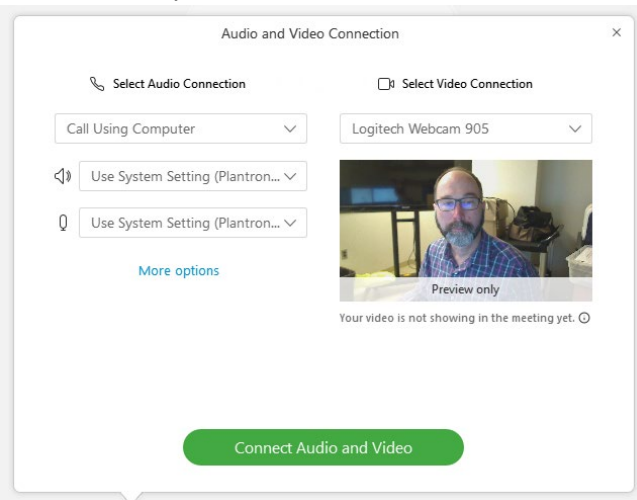 Audio and Video Connection
Select Audio Connection
Select Video Connection
Call Using Computer
Logitech Webcam 905
Use System Setting (Plantron...
Use System Setting (Plantron...
More options
Preview only
Your video is not showing in the meeting yet.
Connect Audio and Video